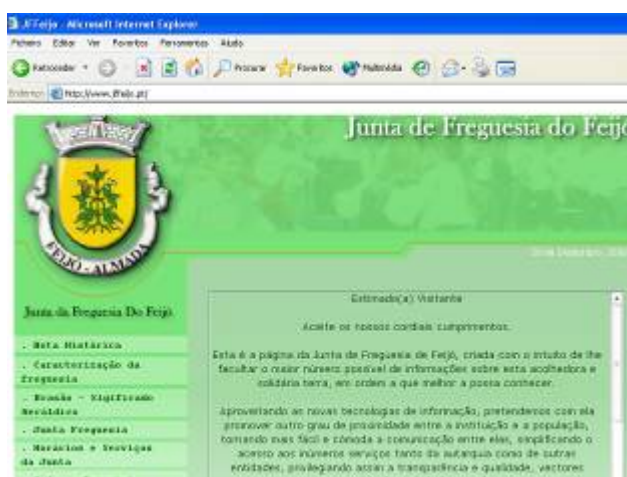 JFFeijo - Microsoft Internet Explorer
Ficheiro Editar Ver Favoritos Ferramentas Ajuda
Retroceder Procurar Favoritos Multimédia
Endereço http://www.jffeijo.pt/
Junta de Freguesia do Feijó
FEIJÓ - ALMADA
Junta da Freguesia Do Feijó
. Nota Histórica
. Caracterização da
freguesia
. Brasão - Significado
Heráldica
. Junta Freguesia
. Horários e Serviços
da Junta
Estimado(a) Visitante
Aceite os nossos cordiais cumprimentos.
Esta é a página da Junta de Freguesia de Feijó, criada com o intuito de lhe
facultar o maior número possível de informações sobre esta acolhedora e
solidária terra, em ordem a que melhor a possa conhecer.
Aproveitando as novas tecnologias de informação, pretendemos com ela
promover outro grau de proximidade entre a instituição e a população,
tornando mais fácil e cómoda a comunicação entre eles, simplificando o
acesso aos inúmeros serviços tanto da autarquia como de outras
entidades, privilegiando assim a transparência e qualidade, vectores